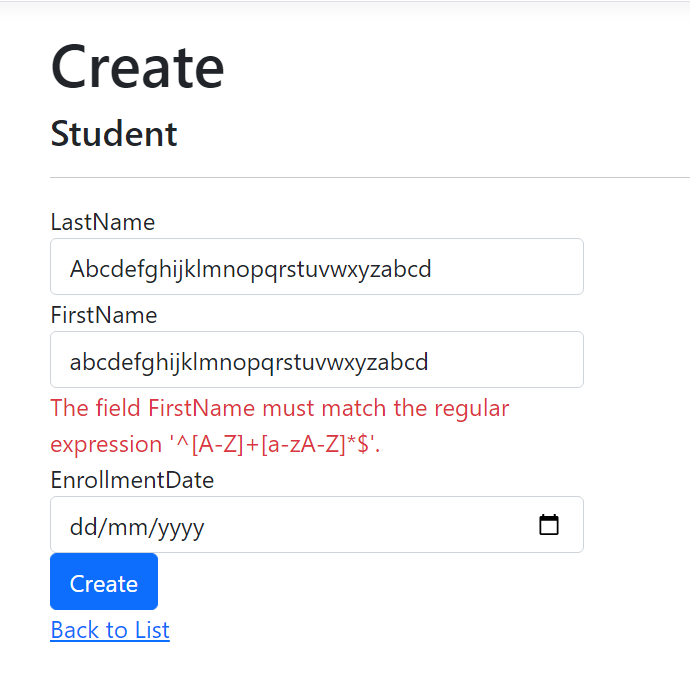 Create
Student
LastName
Abcdefghijklmnopqrstuvwxyzabcd
FirstName
abcdefghijklmnopqrstuvwxyzabcd
The field FirstName must match the regular
expression '^[A-Z]+[a-zA-Z]*$'.
EnrollmentDate
dd/mm/yyyy
Create
Back to List